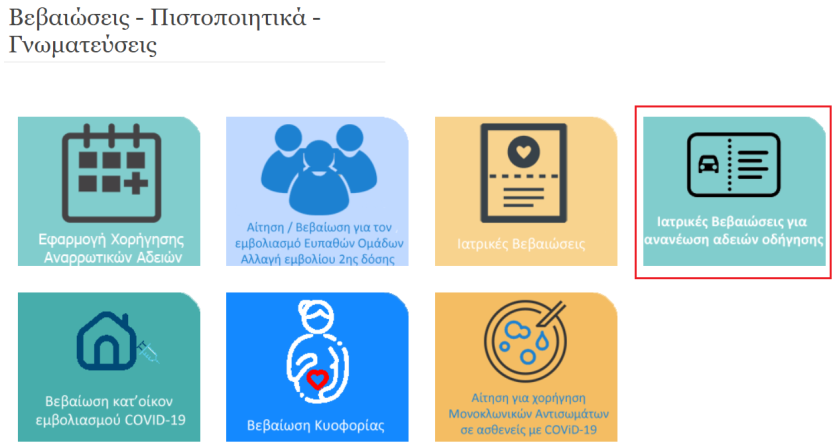 Βεβαιώσεις - Πιστοποιητικά -
Γνωματεύσεις
Εφαρμογή Χορήγησης
Αναρρωτικών Αδειών
Αίτηση / Βεβαίωση για τον
εμβολιασμό Ευπαθών Ομάδων
Αλλαγή εμβολίου 2ης δόσης
Ιατρικές Βεβαιώσεις
Ιατρικές Βεβαιώσεις για
ανανέωση αδειών οδήγησης
Βεβαίωση κατ’οίκον
εμβολιασμού COVID-19
Βεβαίωση Κυοφορίας
Αίτηση για χορήγηση
Μονοκλωνικών Αντισωμάτων
σε ασθενείς με COViD-19